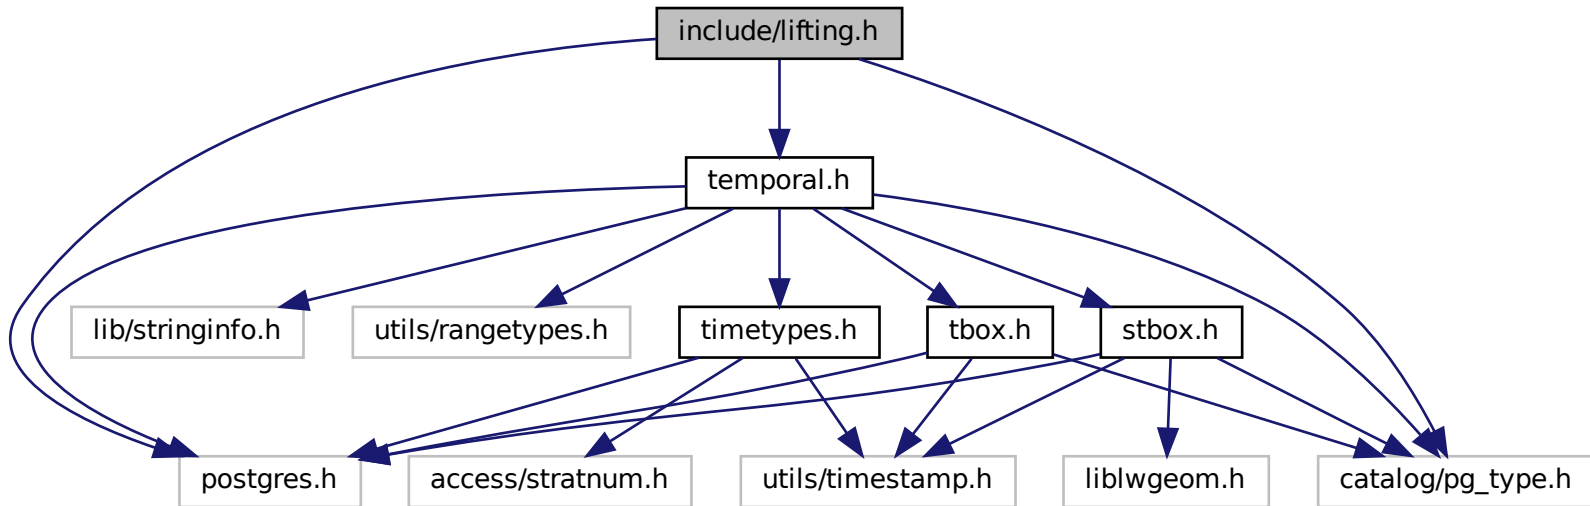 include/lifting.h
temporal.h
lib/stringinfo.h
utils/rangetypes.h
timetypes.h
tbox.h
stbox.h
postgres.h
access/stratnum.h
utils/timestamp.h
liblwgeom.h
catalog/pg_type.h